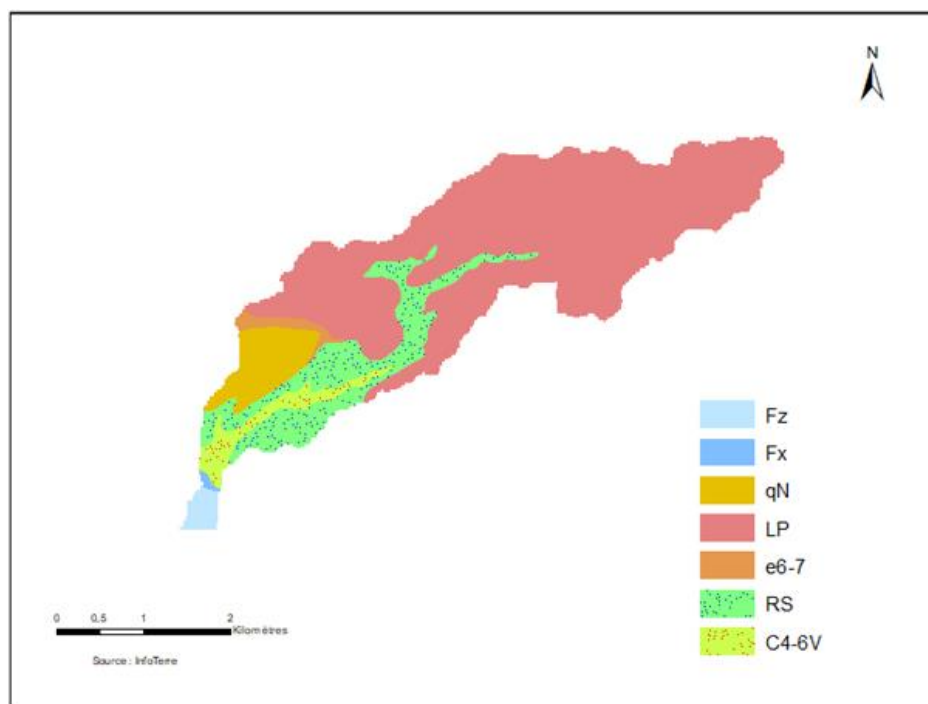 N
Fz
Fx
qN
LP
e6-7
RS
C4-6V
0 0,5 1 2
Kilomètres
Source : InfoTerre